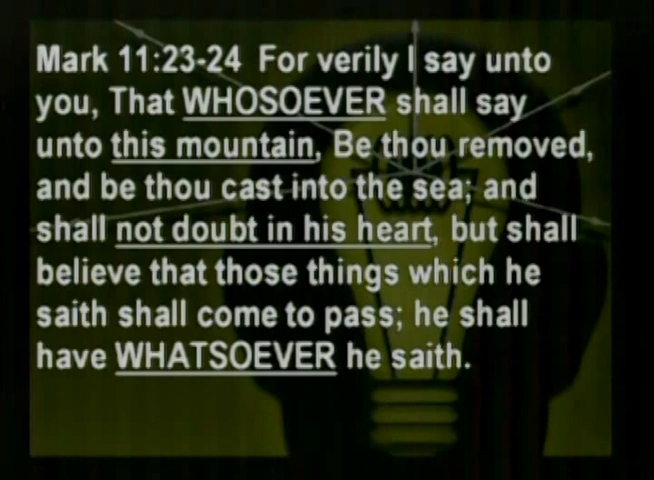 Mark 11:23-24 For verily I say unto
you, That WHOSOEVER shall say
unto this mountain, Be thou removed,
and be thou cast into the sea; and
shall not doubt in his heart, but shall
believe that those things which he
saith shall come to pass; he shall
have WHATSOEVER he saith.